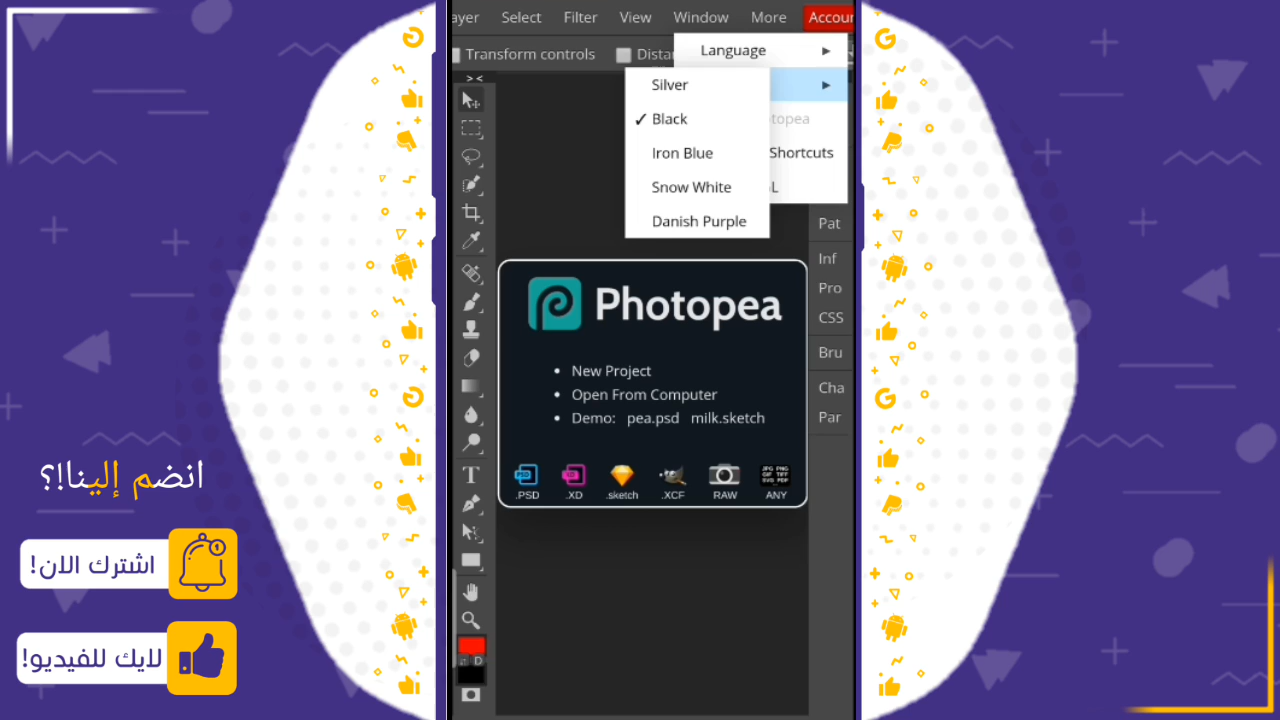 ayer Select Filter View Window More Accour
Transform controls Distar
Language
Silver
Black
topea
Iron Blue
Shortcuts
Snow White
Danish Purple
Pat
Inf
Pro
CSS
Bru
Cha
Par
Photopea
New Project
Open From Computer
Demo: pea.psd milk.sketch
.PSD .XD .sketch .XCF RAW ANY
JPG PNG
GIF TIFF
SVG PDF
T
D
انضم إلينا!؟
اشترك الان!
لايك للفيديو!